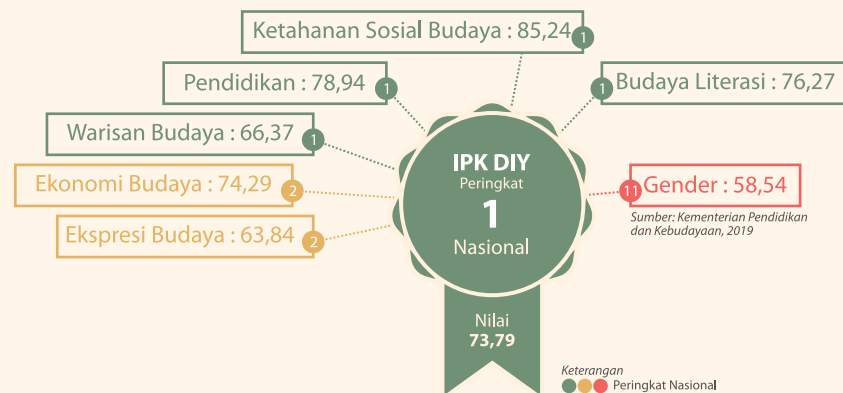 Ketahanan Sosial Budaya : 85,24
1
Pendidikan : 78,94
1
1
Budaya Literasi : 76,27
Warisan Budaya : 66,37
1
Ekonomi Budaya : 74,29
2
Ekspresi Budaya : 63,84
2
IPK DIY
Peringkat
1
Nasional
11
Gender : 58,54
Sumber: Kementerian Pendidikan
dan Kebudayaan, 2019
Nilai
73,79
Keterangan
Peringkat Nasional